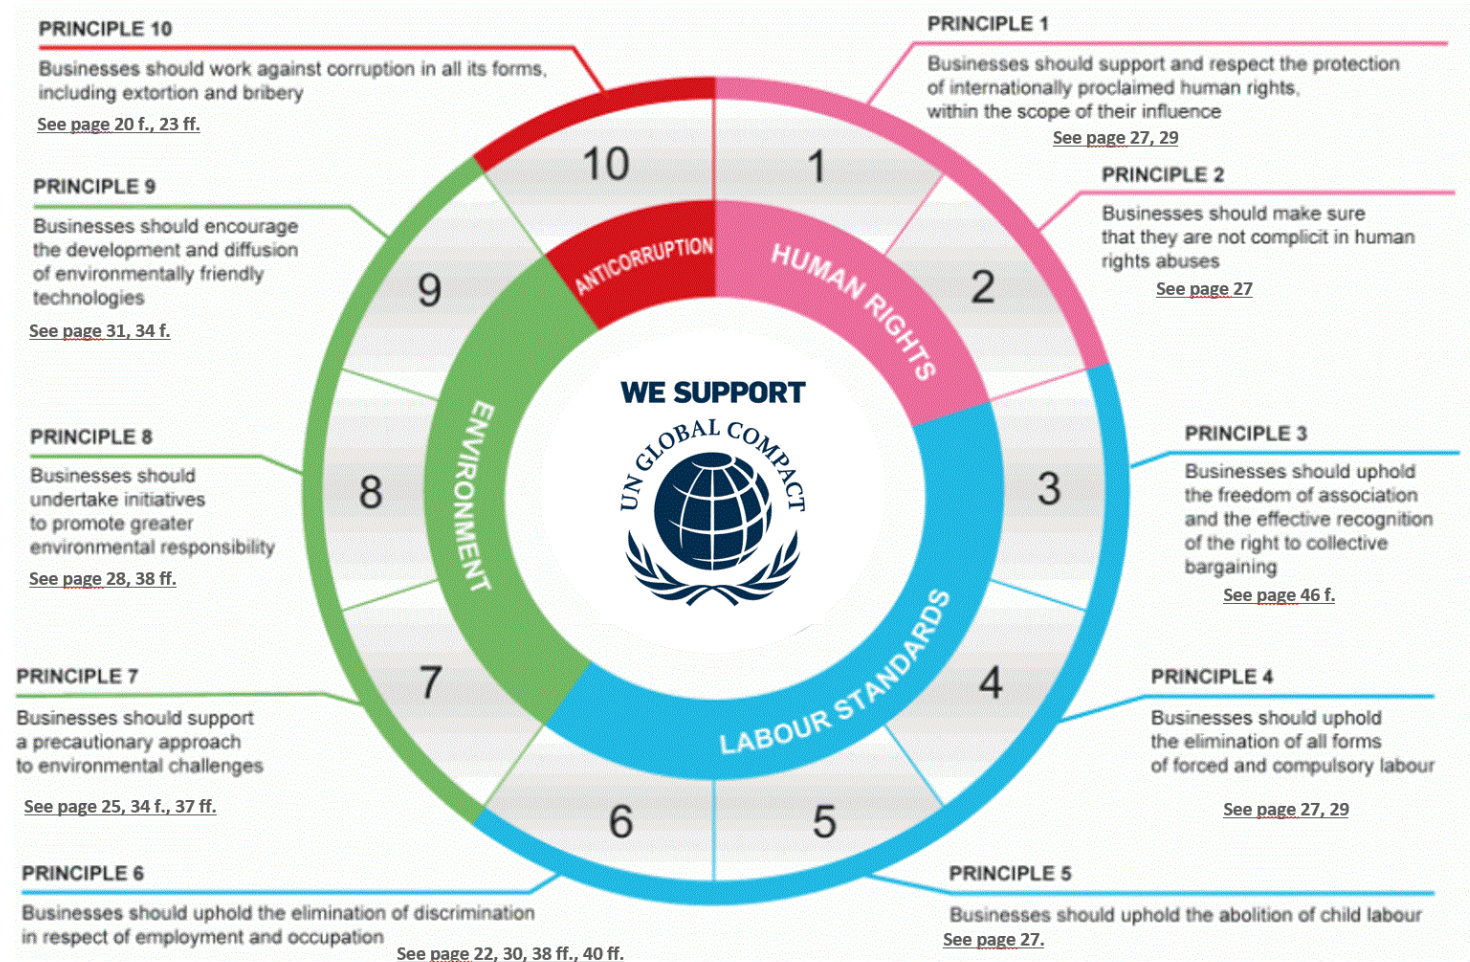 PRINCIPLE 10
Businesses should work against corruption in all its forms,
including extortion and bribery
See page 20 f., 23 ff.
PRINCIPLE 1
Businesses should support and respect the protection
of internationally proclaimed human rights,
within the scope of their influence
See page 27, 29
PRINCIPLE 9
Businesses should encourage
the development and diffusion
of environmentally friendly
technologies
See page 31, 34 f.
PRINCIPLE 2
Businesses should make sure
that they are not complicit in human
rights abuses
See page 27
PRINCIPLE 8
Businesses should
undertake initiatives
to promote greater
environmental responsibility
See page 28, 38 ff.
PRINCIPLE 3
Businesses should uphold
the freedom of association
and the effective recognition
of the right to collective
bargaining
See page 46 f.
PRINCIPLE 7
Businesses should support
a precautionary approach
to environmental challenges
See page 25, 34 f., 37 ff.
PRINCIPLE 4
Businesses should uphold
the elimination of all forms
of forced and compulsory labour
See page 27, 29
PRINCIPLE 6
Businesses should uphold the elimination of discrimination
in respect of employment and occupation
See page 22, 30, 38 ff., 40 ff.
PRINCIPLE 5
Businesses should uphold the abolition of child labour
See page 27.
10
1
9
2
8
3
7
4
6
5
ANTICORRUPTION
HUMAN RIGHTS
ENVIRONMENT
LABOUR STANDARDS
WE SUPPORT
UN GLOBAL COMPACT